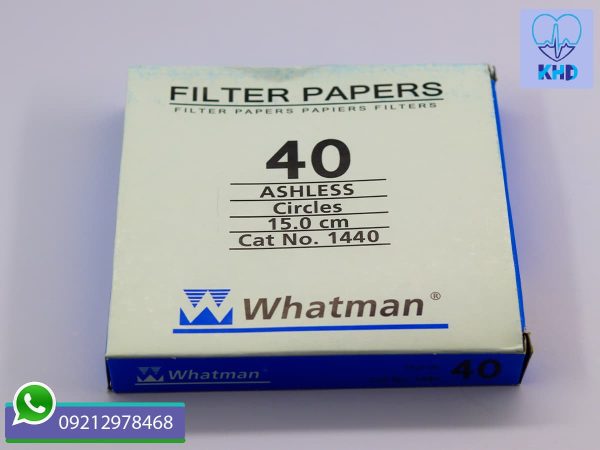 KHD
FILTER PAPERS
FILTER PAPERS PAPIERS FILTERS
40
ASHLESS
Circles
15.0 cm
Cat No. 1440
Whatman®
Whatman
40
09212978468